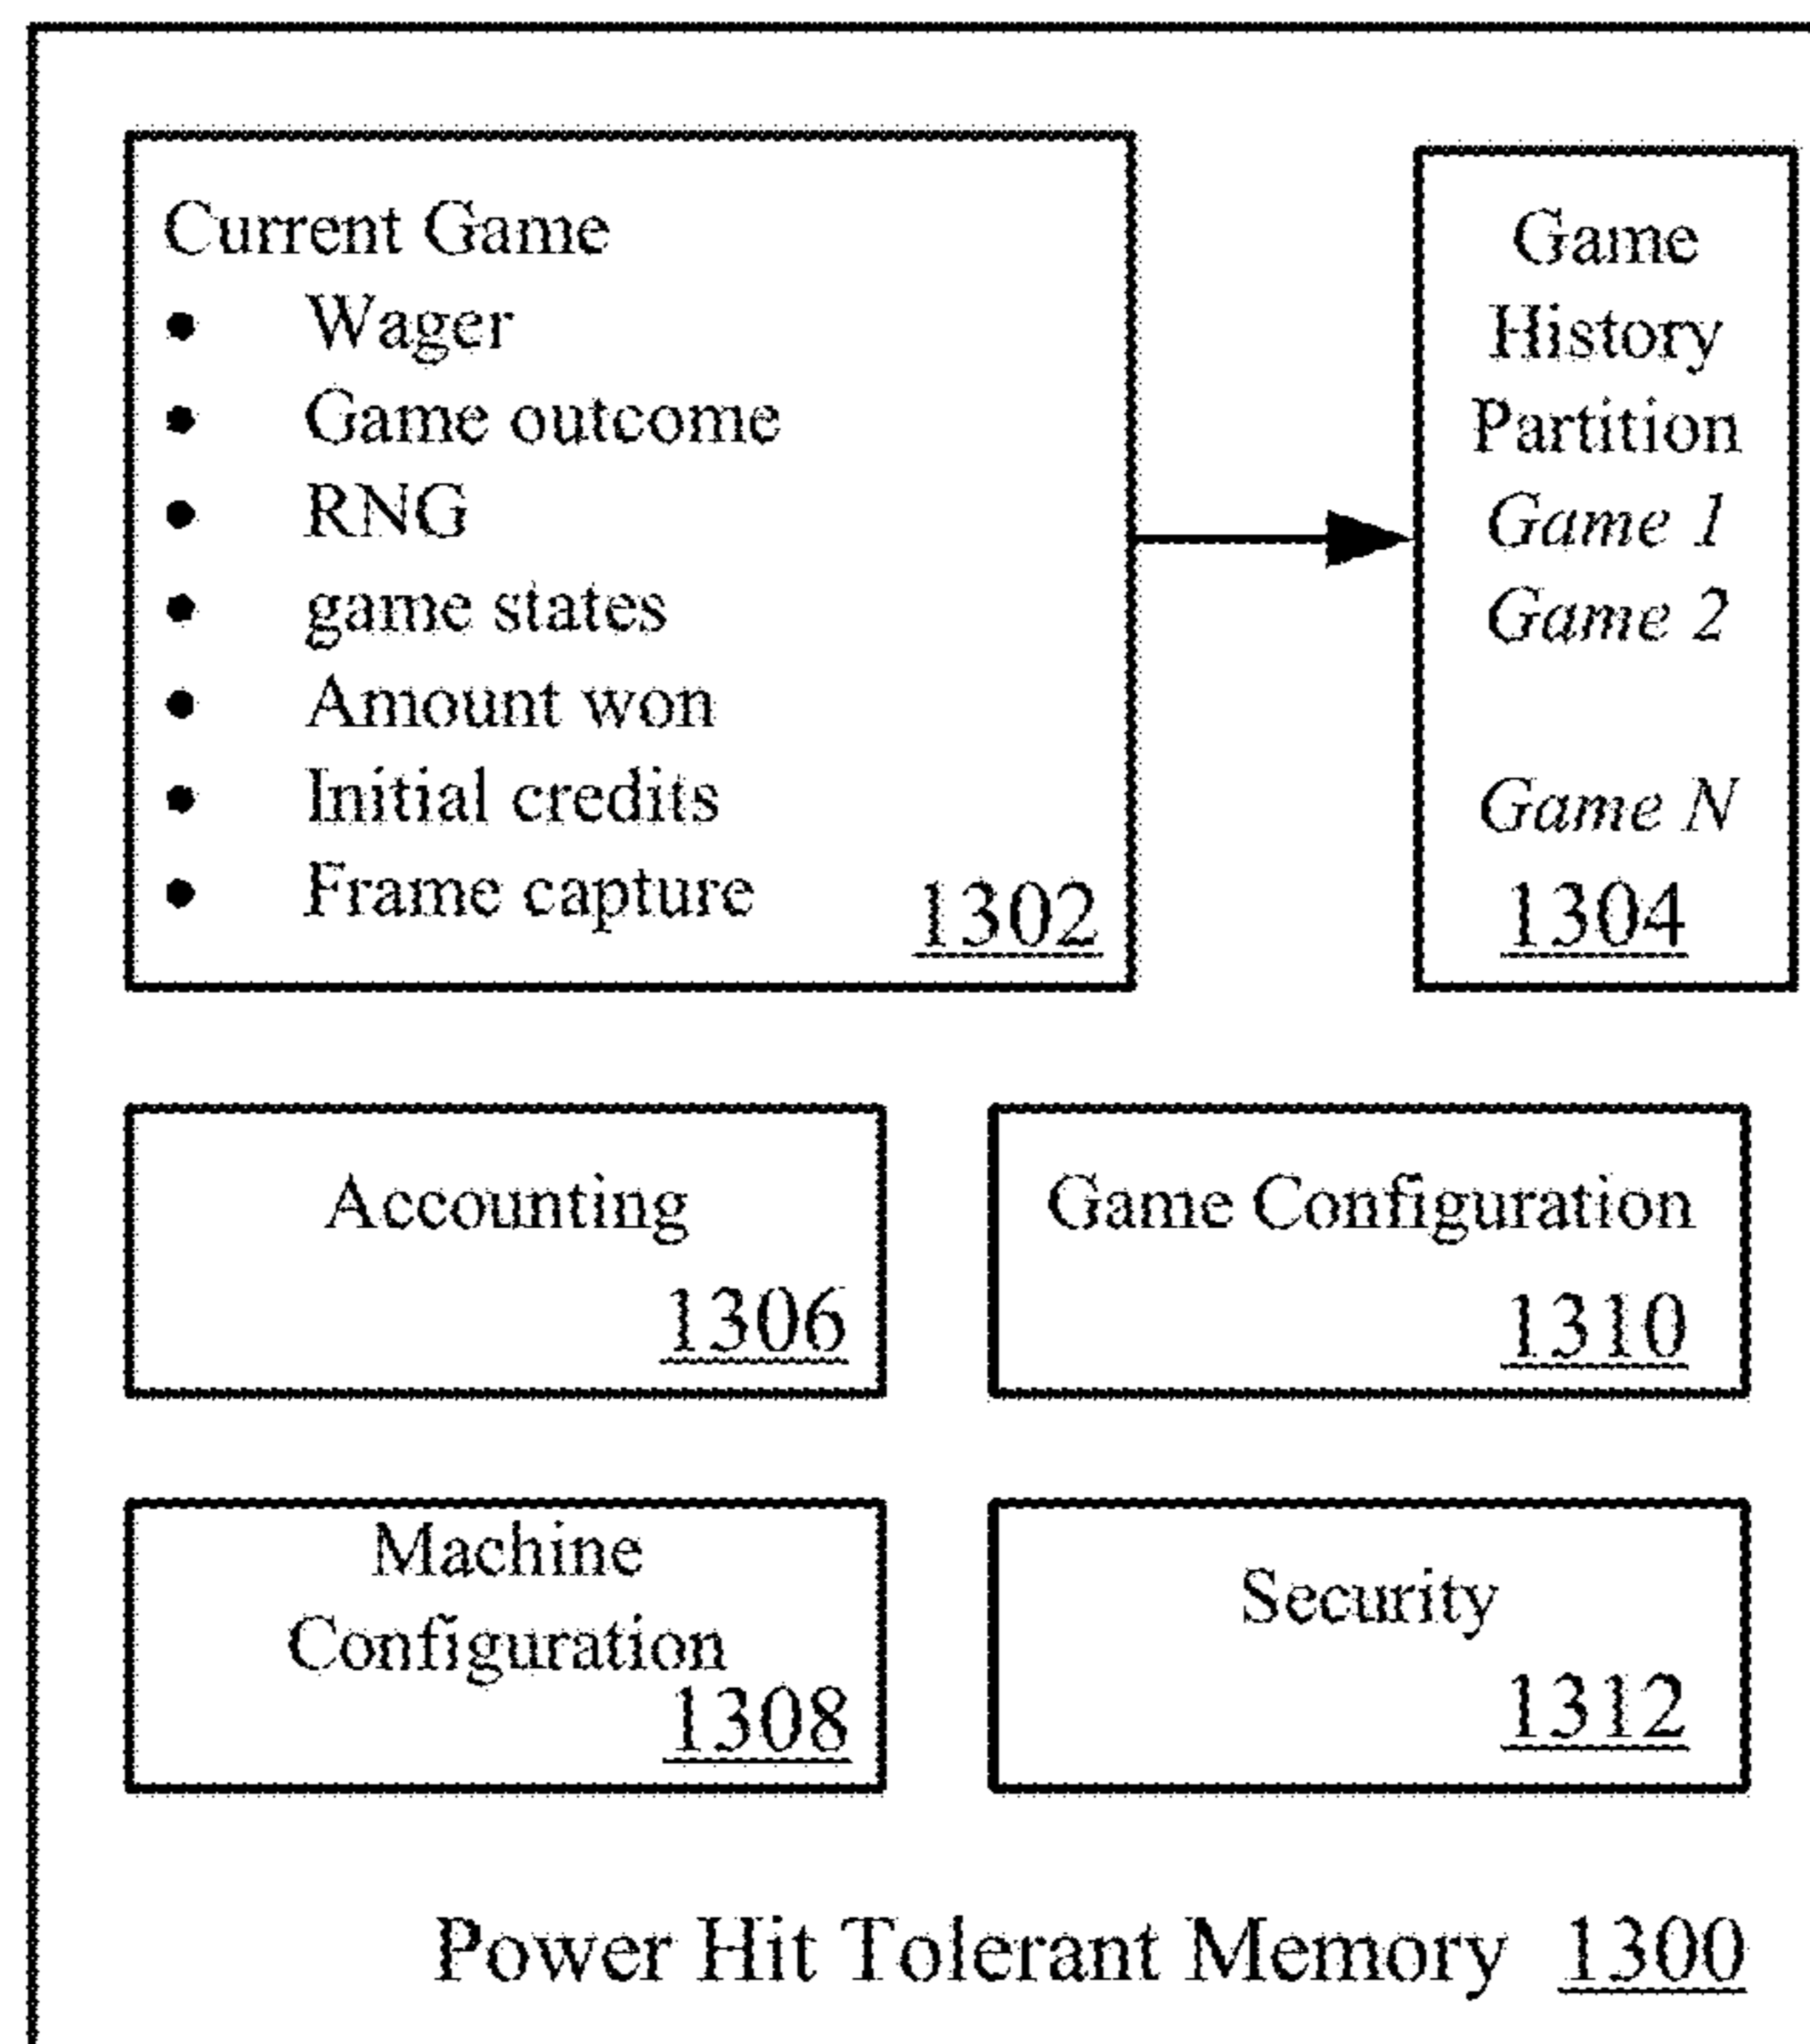 Current Game
• Wager
• Game outcome
• RNG
• game states
• Amount won
• Initial credits
• Frame capture
1302
Game
History
Partition
Game 1
Game 2
Game N
1304
Accounting
1306
Game Configuration
1310
Machine
Configuration
1308
Security
1312
Power Hit Tolerant Memory 1300